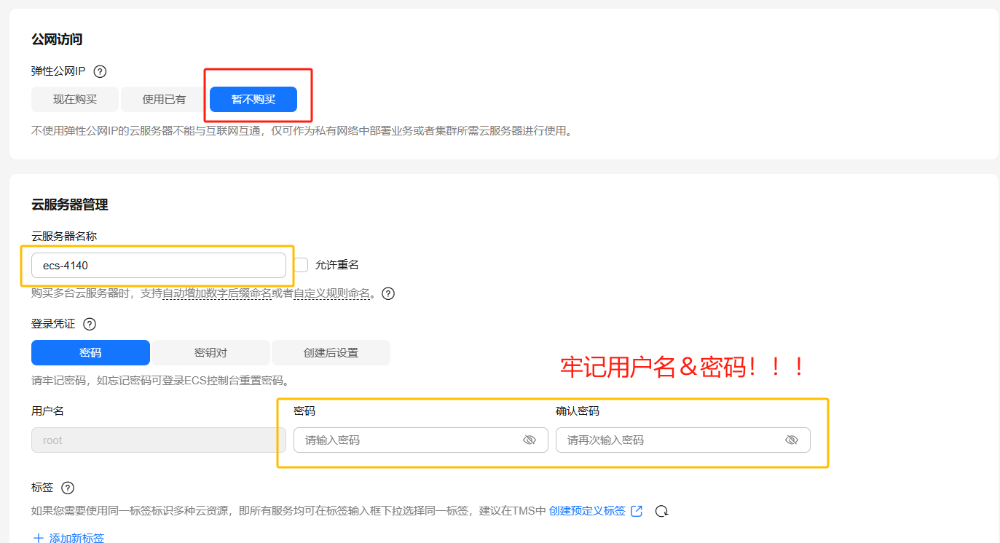 公网访问
弹性公网IP ?
现在购买 使用已有 暂不购买
不使用弹性公网IP的云服务器不能与互联网互通，仅可作为私有网络中部署业务或者集群所需云服务器进行使用。
云服务器管理
云服务器名称
ecs-4140 允许重名
购买多台云服务器时，支持自动增加数字后缀命名或者自定义规则命名。 ?
登录凭证 ?
密码 密钥对 创建后设置
牢记用户名＆密码！！！
请牢记密码，如忘记密码可登录ECS控制台重置密码。
用户名 密码 确认密码
root 请输入密码 请再次输入密码
标签 ?
如果您需要使用同一标签标识多种云资源，即所有服务均可在标签输入框下拉选择同一标签，建议在TMS中 创建预定义标签
＋ 添加新标签